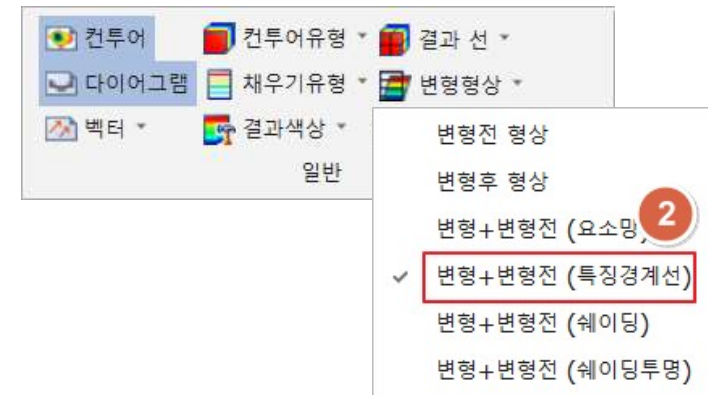 컨투어 컨투어유형 결과 선
다이어그램 채우기유형 변형형상
벡터 결과색상
일반
변형전 형상
변형후 형상
변형+변형전 (요소망)
2
변형+변형전 (특징경계선)
변형+변형전 (쉐이딩)
변형+변형전 (쉐이딩투명)